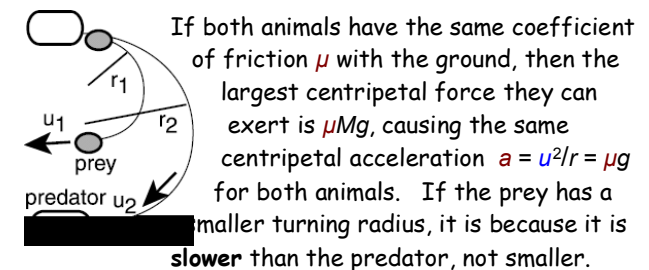 If both animals have the same coefficient
of friction μ with the ground, then the
largest centripetal force they can
exert is μMg, causing the same
centripetal acceleration a = u²/r = μg
for both animals. If the prey has a
smaller turning radius, it is because it is
slower than the predator, not smaller.
r₁
r₂
u₁
prey
predator u₂